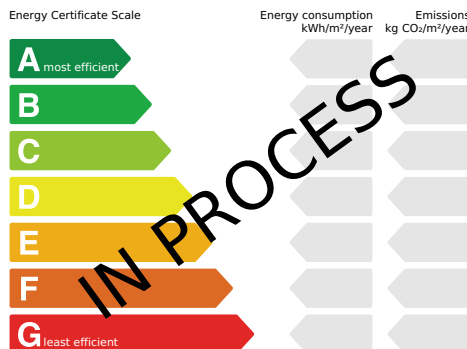 Energy Certificate Scale
Energy consumption
kWh/m²/year
Emissions
kg CO₂/m²/year
A most efficient
B
C
D
E
F
G least efficient
IN PROCESS